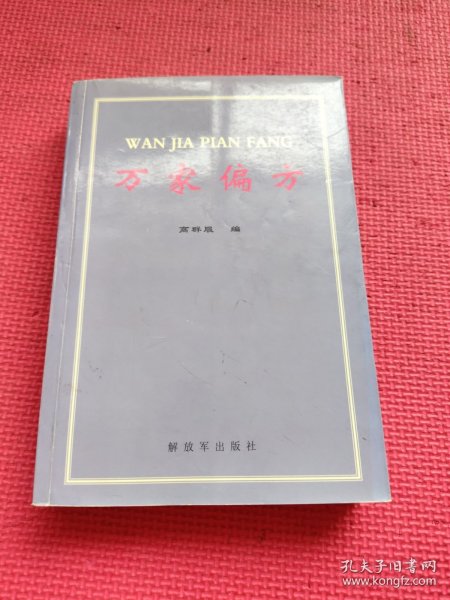 WAN JIA PIAN FANG
万家偏方
高群服 编
解放军出版社
孔夫子旧书网
www.kongfz.com